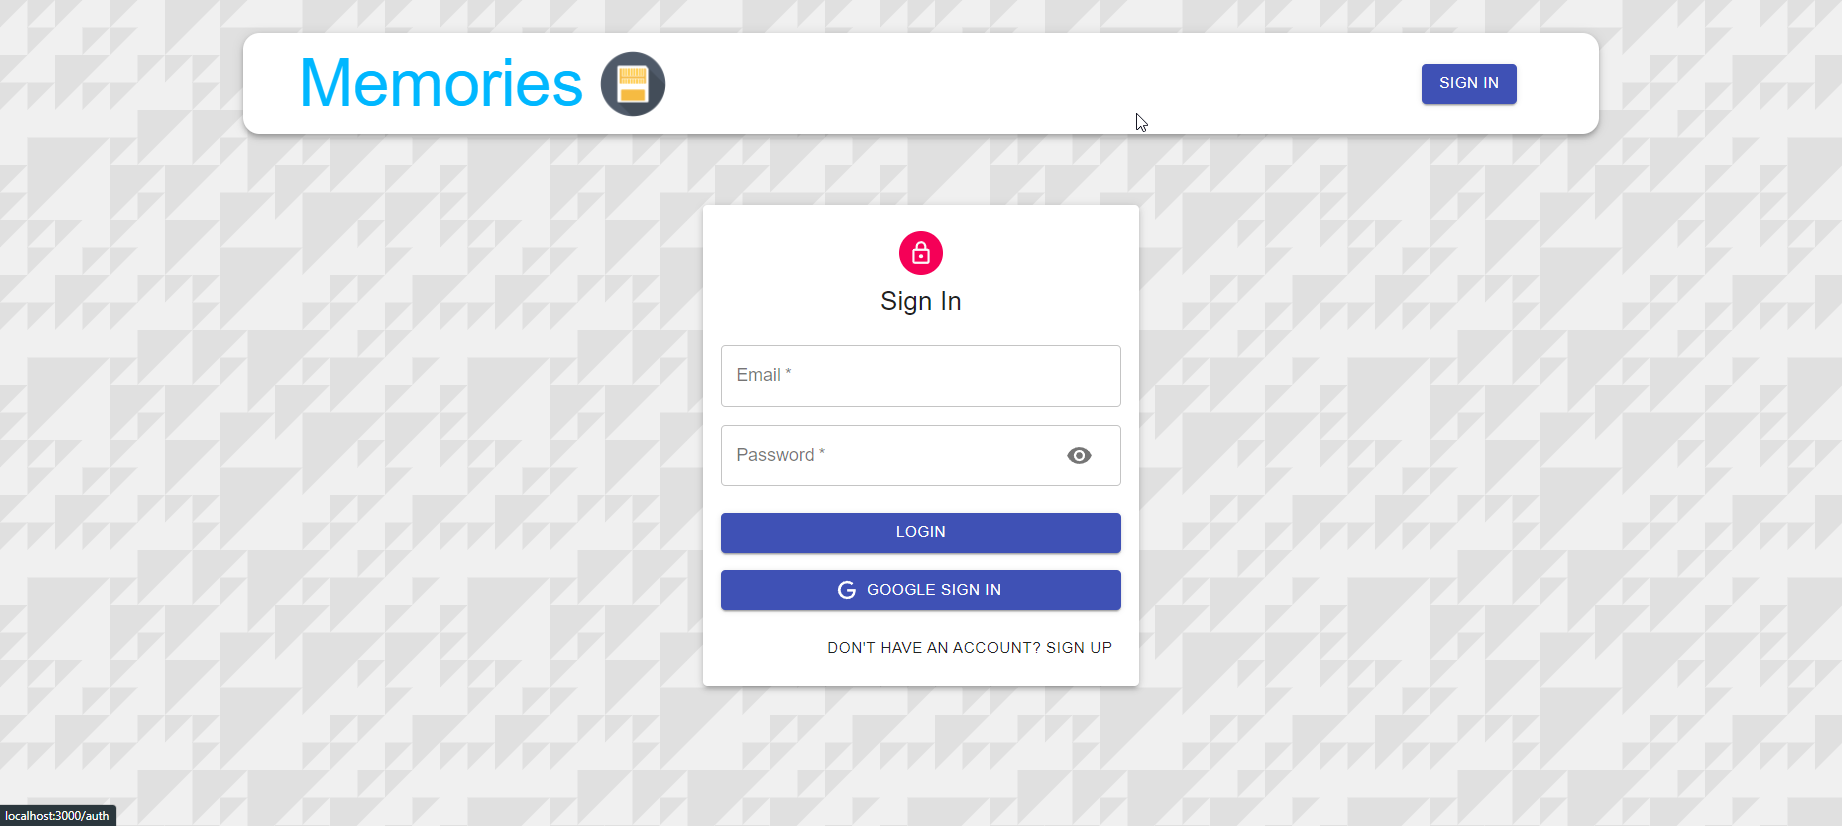 Memories
SIGN IN
Sign In
Email *
Password *
LOGIN
GOOGLE SIGN IN
DON'T HAVE AN ACCOUNT? SIGN UP
localhost:3000/auth